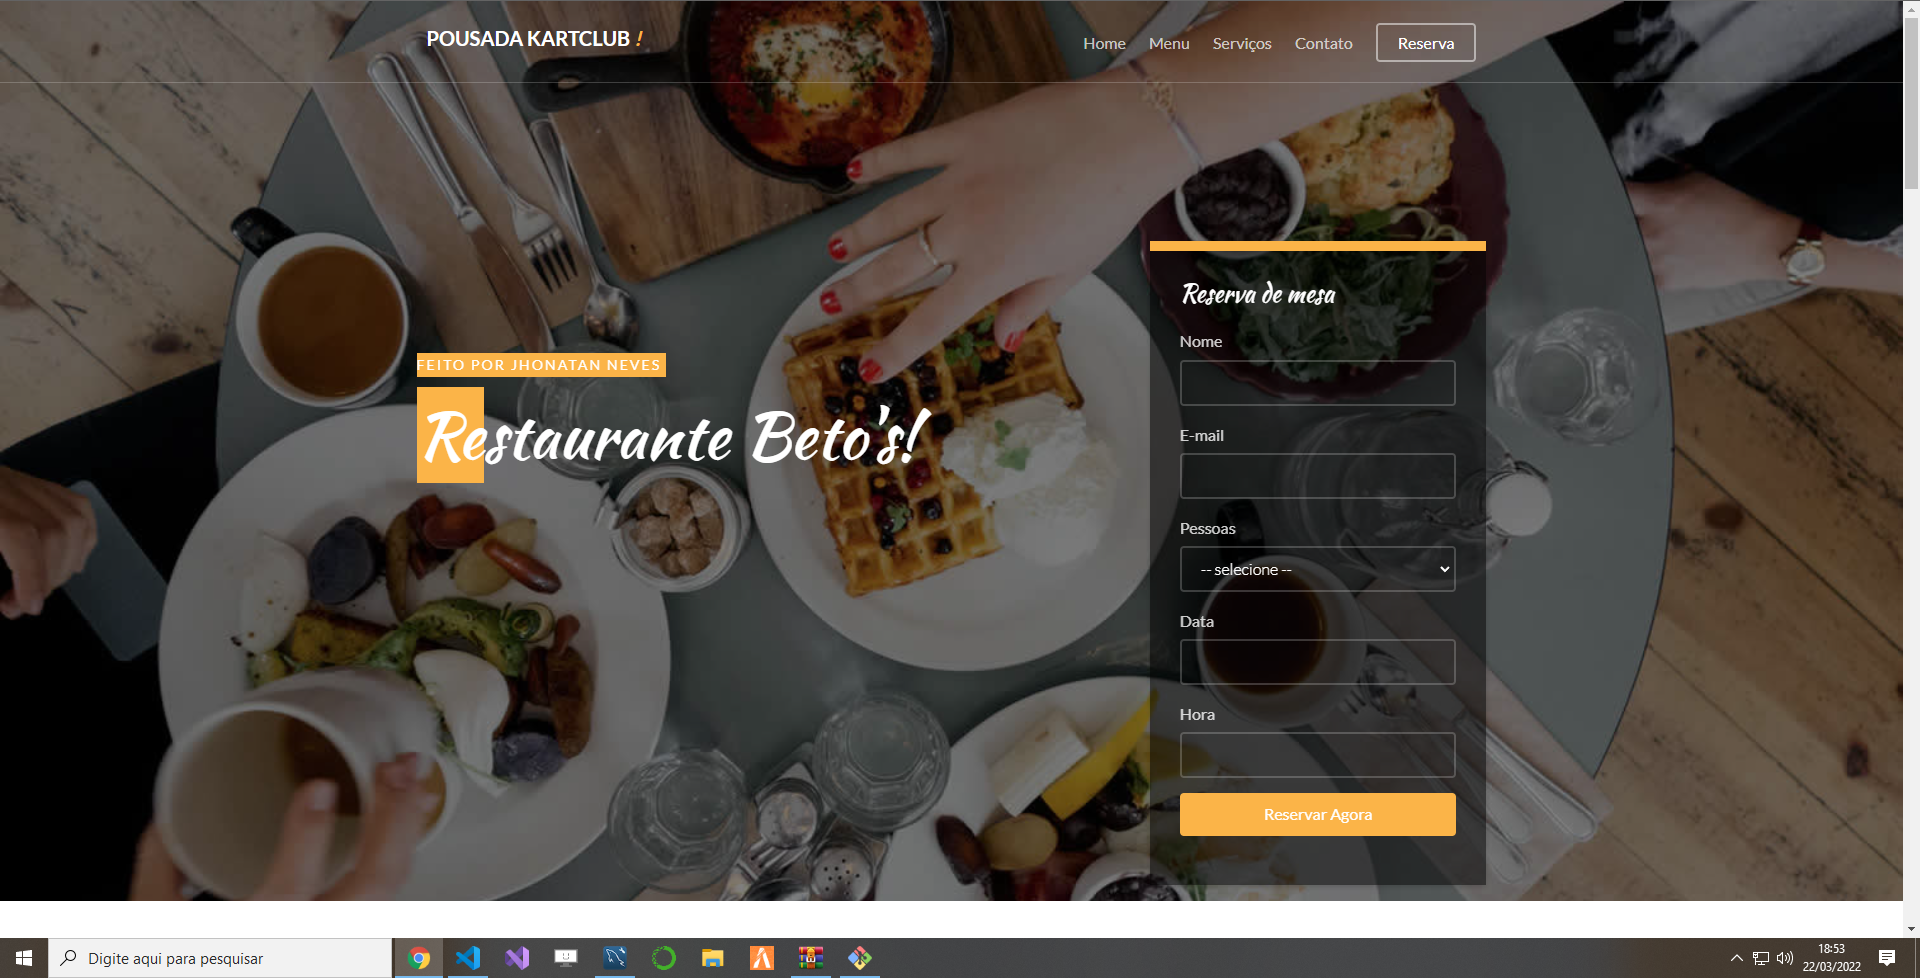 POUSADA KARTCLUB !
Home Menu Serviços Contato Reserva
FEITO POR JHONATAN NEVES
Restaurante Beto's!
Reserva de mesa
Nome
E-mail
Pessoas
-- selecione --
Data
Hora
Reservar Agora
Digite aqui para pesquisar
18:53
22/03/2022